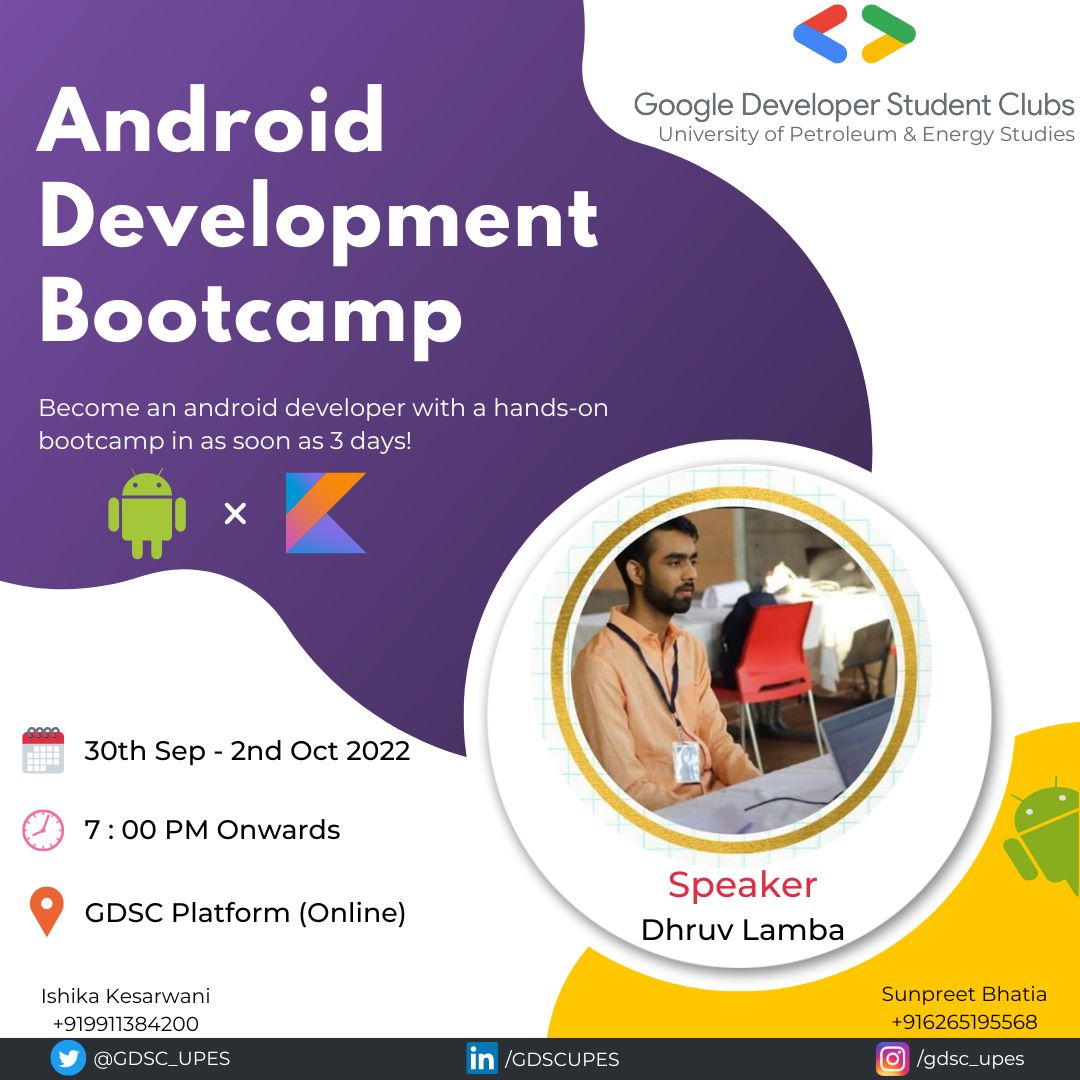 Google Developer Student Clubs
University of Petroleum & Energy Studies
Android
Development
Bootcamp
Become an android developer with a hands-on
bootcamp in as soon as 3 days!
30th Sep - 2nd Oct 2022
7 : 00 PM Onwards
GDSC Platform (Online)
Speaker
Dhruv Lamba
Ishika Kesarwani
+919911384200
Sunpreet Bhatia
+916265195568
@GDSC_UPES
/GDSCUPES
/gdsc_upes